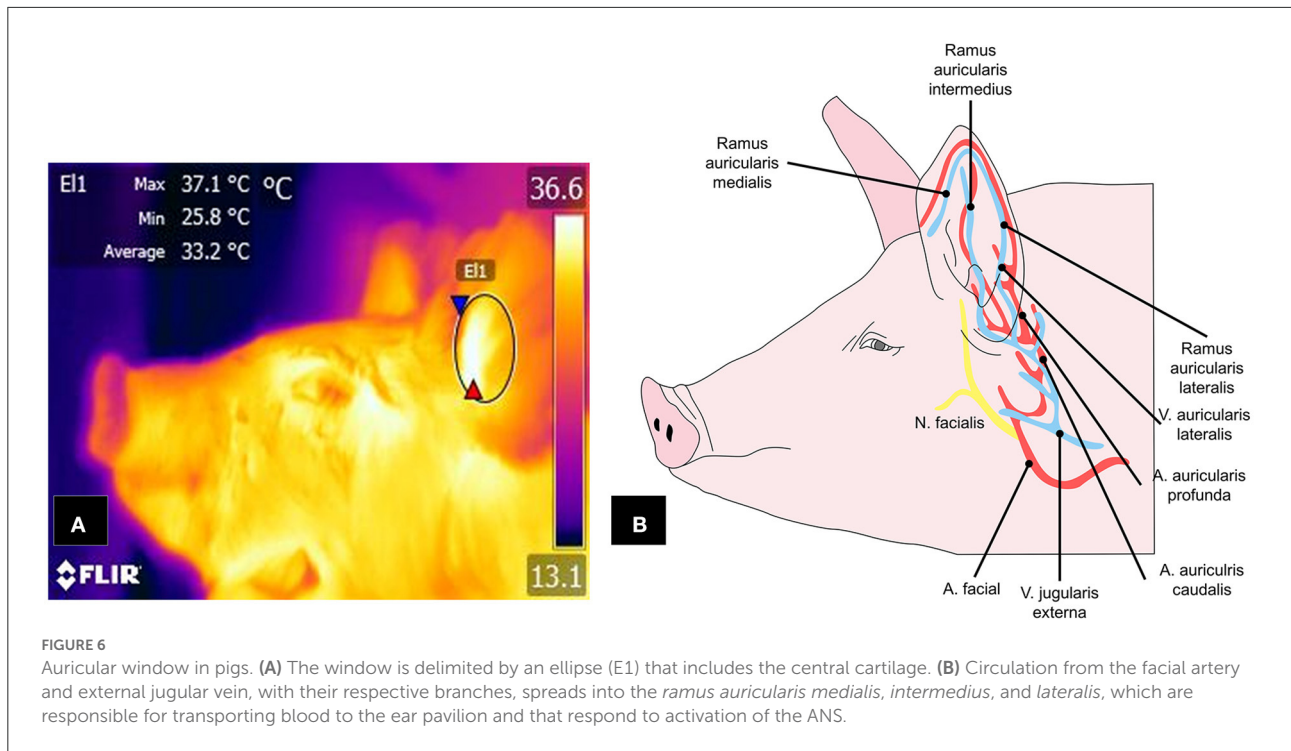 El1 Max 37.1 °C °C
Min 25.8 °C
Average 33.2 °C
36.6
El1
A
FLIR
13.1
Ramus
auricularis
intermedius
Ramus
auricularis
medialis
Ramus
auricularis
lateralis
V. auricularis
lateralis
N. facialis
A. auricularis
profunda
B
A. auriculris
caudalis
A. facial
V. jugularis
externa
FIGURE 6
Auricular window in pigs. (A) The window is delimited by an ellipse (E1) that includes the central cartilage. (B) Circulation from the facial artery
and external jugular vein, with their respective branches, spreads into the ramus auricularis medialis, intermedius, and lateralis, which are
responsible for transporting blood to the ear pavilion and that respond to activation of the ANS.